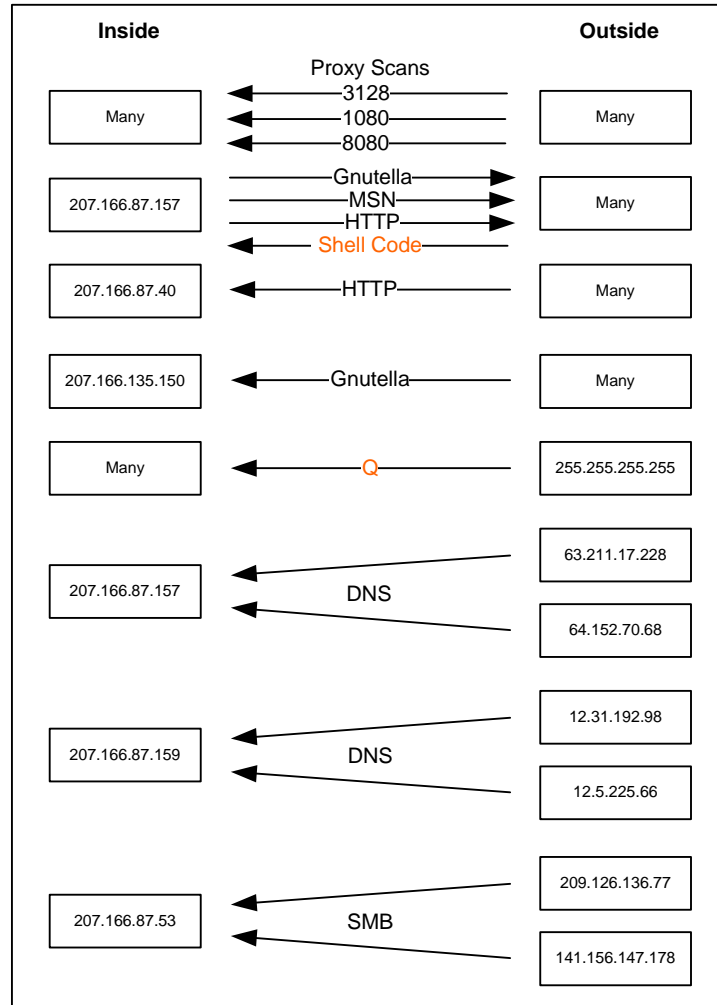 Inside
Outside
Proxy Scans
3128
1080
8080
Many
Many
Gnutella
MSN
HTTP
Shell Code
207.166.87.157
Many
207.166.87.40
HTTP
Many
207.166.135.150
Gnutella
Many
Many
Q
255.255.255.255
207.166.87.157
DNS
63.211.17.228
64.152.70.68
207.166.87.159
DNS
12.31.192.98
12.5.225.66
207.166.87.53
SMB
209.126.136.77
141.156.147.178